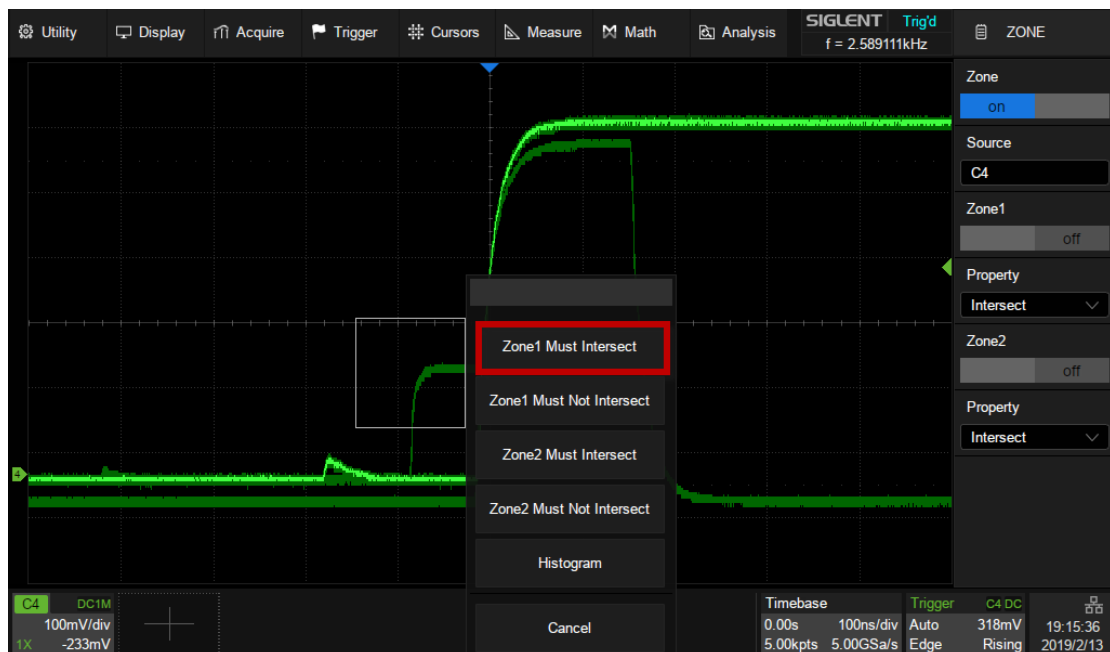 Utility
Display
Acquire
Trigger
Cursors
Measure
Math
Analysis
SIGLENT Trig'd
f = 2.589111kHz
ZONE
Zone
on
Source
C4
Zone1
off
Property
Intersect
Zone2
off
Property
Intersect
Zone1 Must Intersect
Zone1 Must Not Intersect
Zone2 Must Intersect
Zone2 Must Not Intersect
Histogram
Cancel
4
C4 DC1M
100mV/div
1X -233mV
Timebase
0.00s 100ns/div
5.00kpts 5.00GSa/s
Trigger C4 DC
Auto 318mV
Edge Rising
19:15:36
2019/2/13